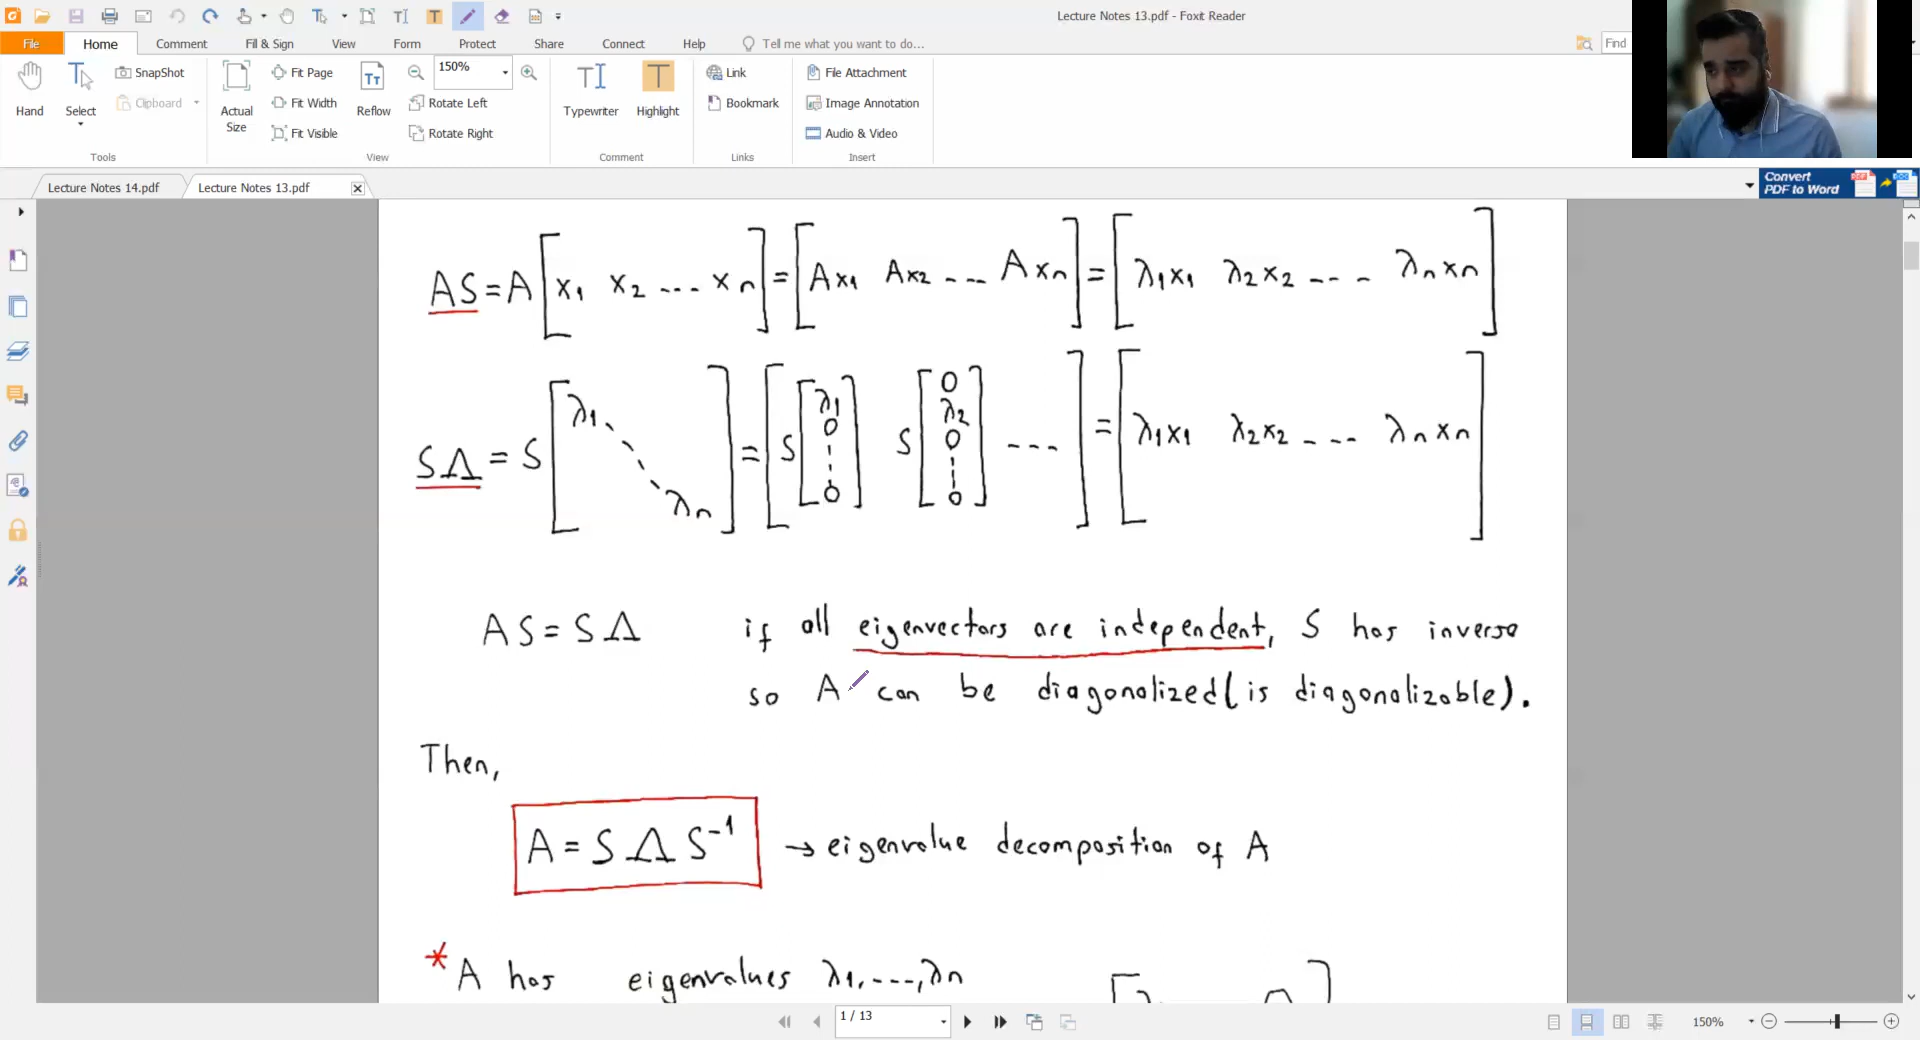 Lecture Notes 13.pdf - Foxit Reader
File Home Comment Fill & Sign View Form Protect Share Connect Help Tell me what you want to do... Find
SnapShot Fit Page 150% Link File Attachment
Clipboard Fit Width Rotate Left Bookmark Image Annotation
Hand Select Actual Size Reflow Fit Visible Rotate Right Typewriter Highlight Audio & Video
Tools View Comment Links Insert
Lecture Notes 14.pdf Lecture Notes 13.pdf
Convert
PDF to Word
AS = A [x1 x2 .... xn] = [Ax1 Ax2 .... Axn] = [λ1x1 λ2x2 .... λnxn]
SΛ = S [λ1 ... λn] = [S [λ1 0 ⋮ 0] S [0 λ2 0 ⋮ 0] ....] = [λ1x1 λ2x2 .... λnxn]
AS = SΛ if all eigenvectors are independent, S has inverse
so A can be diagonalized (is diagonalizable).
Then,
A = S Λ S⁻¹ → eigenvalue decomposition of A
* A has eigenvalues λ1, ...., λn
1 / 13 150%